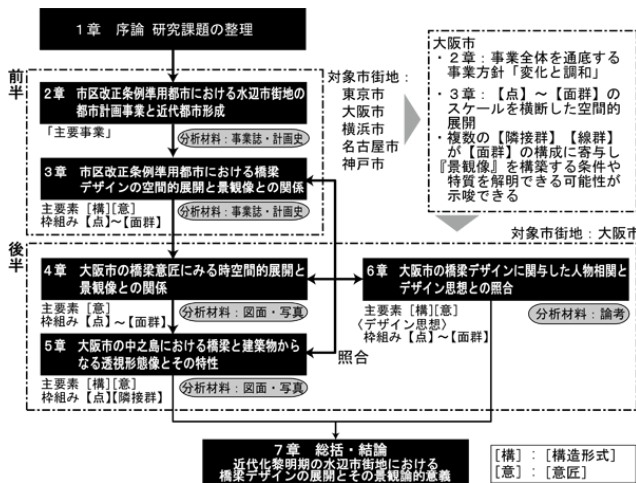 1章 序論 研究課題の整理
前半
2章 市区改正条例準用都市における水辺市街地の
都市計画事業と近代都市形成
「主要事業」
分析材料：事業誌・計画史
3章 市区改正条例準用都市における橋梁
デザインの空間的展開と景観像との関係
主要素 [構][意]
枠組み【点】～【面群】
分析材料：事業誌・計画史
対象市街地：
東京市
大阪市
横浜市
名古屋市
神戸市
大阪市
・２章：事業全体を通底する
事業方針「変化と調和」
・３章：【点】～【面群】の
スケールを横断した空間的
展開
・複数の【隣接群】【線群】
が【面群】の構成に寄与し
『景観像』を構築する条件や
特質を解明できる可能性が
示唆できる
対象市街地：大阪市
後半
4章 大阪市の橋梁意匠にみる時空間的展開と
景観像との関係
主要素 [意]
枠組み【点】～【面群】
分析材料：図面・写真
5章 大阪市の中之島における橋梁と建築物から
なる透視形態像とその特性
主要素 [構][意]
枠組み【点】【隣接群】
分析材料：図面・写真
照合
6章 大阪市の橋梁デザインに関与した人物相関と
デザイン思想との照合
主要素 [構][意]
〈デザイン思想〉
枠組み【点】～【面群】
分析材料：論考
7章 総括・結論
近代化黎明期の水辺市街地における
橋梁デザインの展開とその景観論的意義
[構]：[構造形式]
[意]：[意匠]